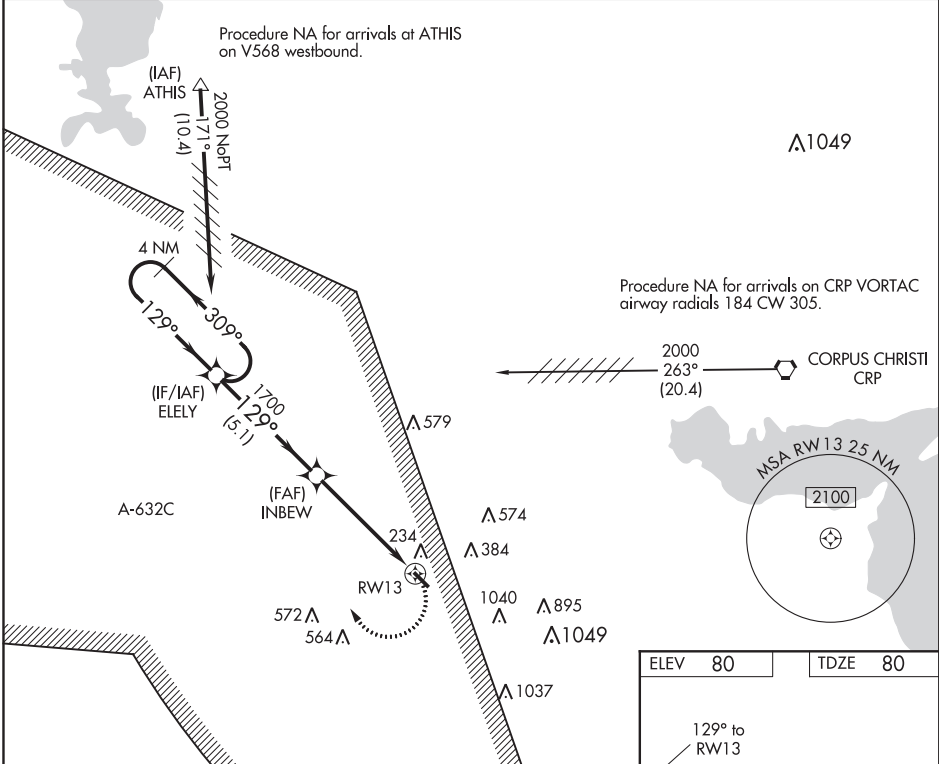 Procedure NA for arrivals at ATHIS
on V568 westbound.
(IAF)
ATHIS
2000 NoPT
171°
(10.4)
1049
4 NM
129°
309°
Procedure NA for arrivals on CRP VORTAC
airway radials 184 CW 305.
2000
263°
(20.4)
CORPUS CHRISTI
CRP
(IF/IAF)
ELELY
1700
129°
(5.1)
579
MSA RW13 25 NM
2100
(FAF)
INBEW
A-632C
574
234
384
RW13
572
564
1040
895
1049
1037
ELEV 80
TDZE 80
129° to
RW13